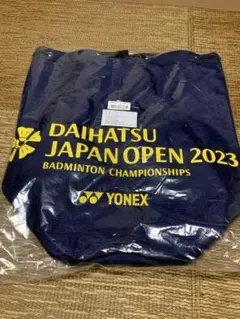 DAIHATSU
JAPAN OPEN 2023
BADMINTON CHAMPIONSHIPS
YONEX